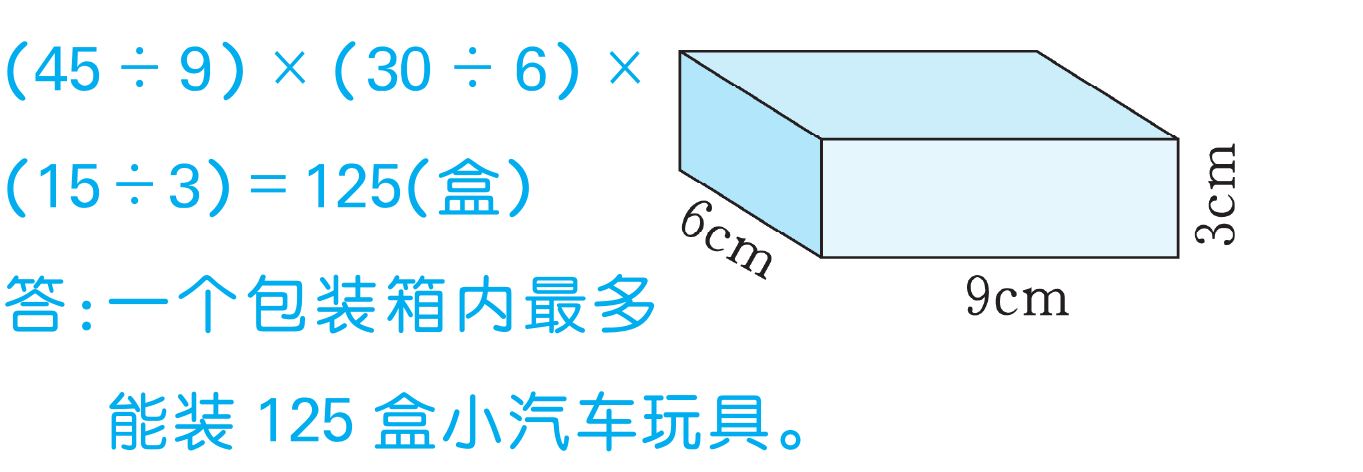 (45÷9)×(30÷6)×
(15÷3)=125(盒)
答:一个包装箱内最多
能装 125 盒小汽车玩具。
6cm
9cm
3cm